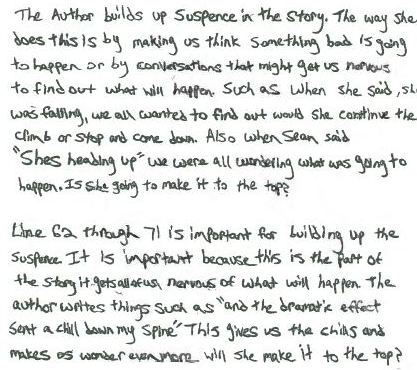 The Author builds up Suspence in the Story. The way she
does this is by making us think Something bad is going
to happen or by conversations that might get us nervous
to find out what will happen. Such as when she said, she
was falling, we all wanted to find out would she continue the
climb or stop and come down. Also when Sean said
"Shes heading up" we were all wondering what was going to
happen. Is she going to make it to the top?
Line 62 through 71 is important for building up the
suspence. It Is important because this is the part of
the story it gets all of us nervous of what will happen. The
author writes things such as "and the dramatic effect
Sent a chill down my Spine" This gives us the chills and
makes us wonder even more will she make it to the top?